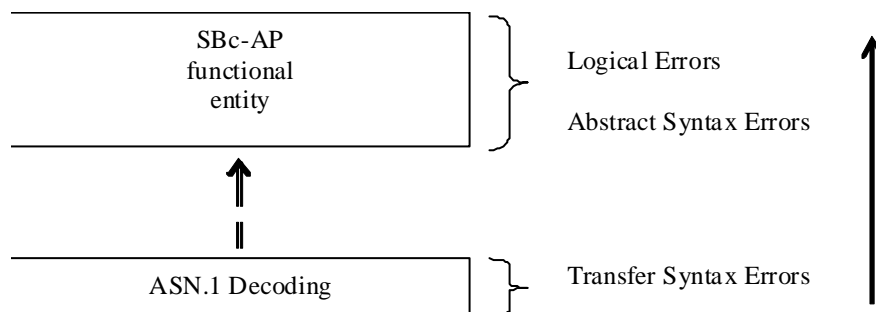 SBc-AP
functional
entity
Logical Errors
Abstract Syntax Errors
ASN.1 Decoding
Transfer Syntax Errors